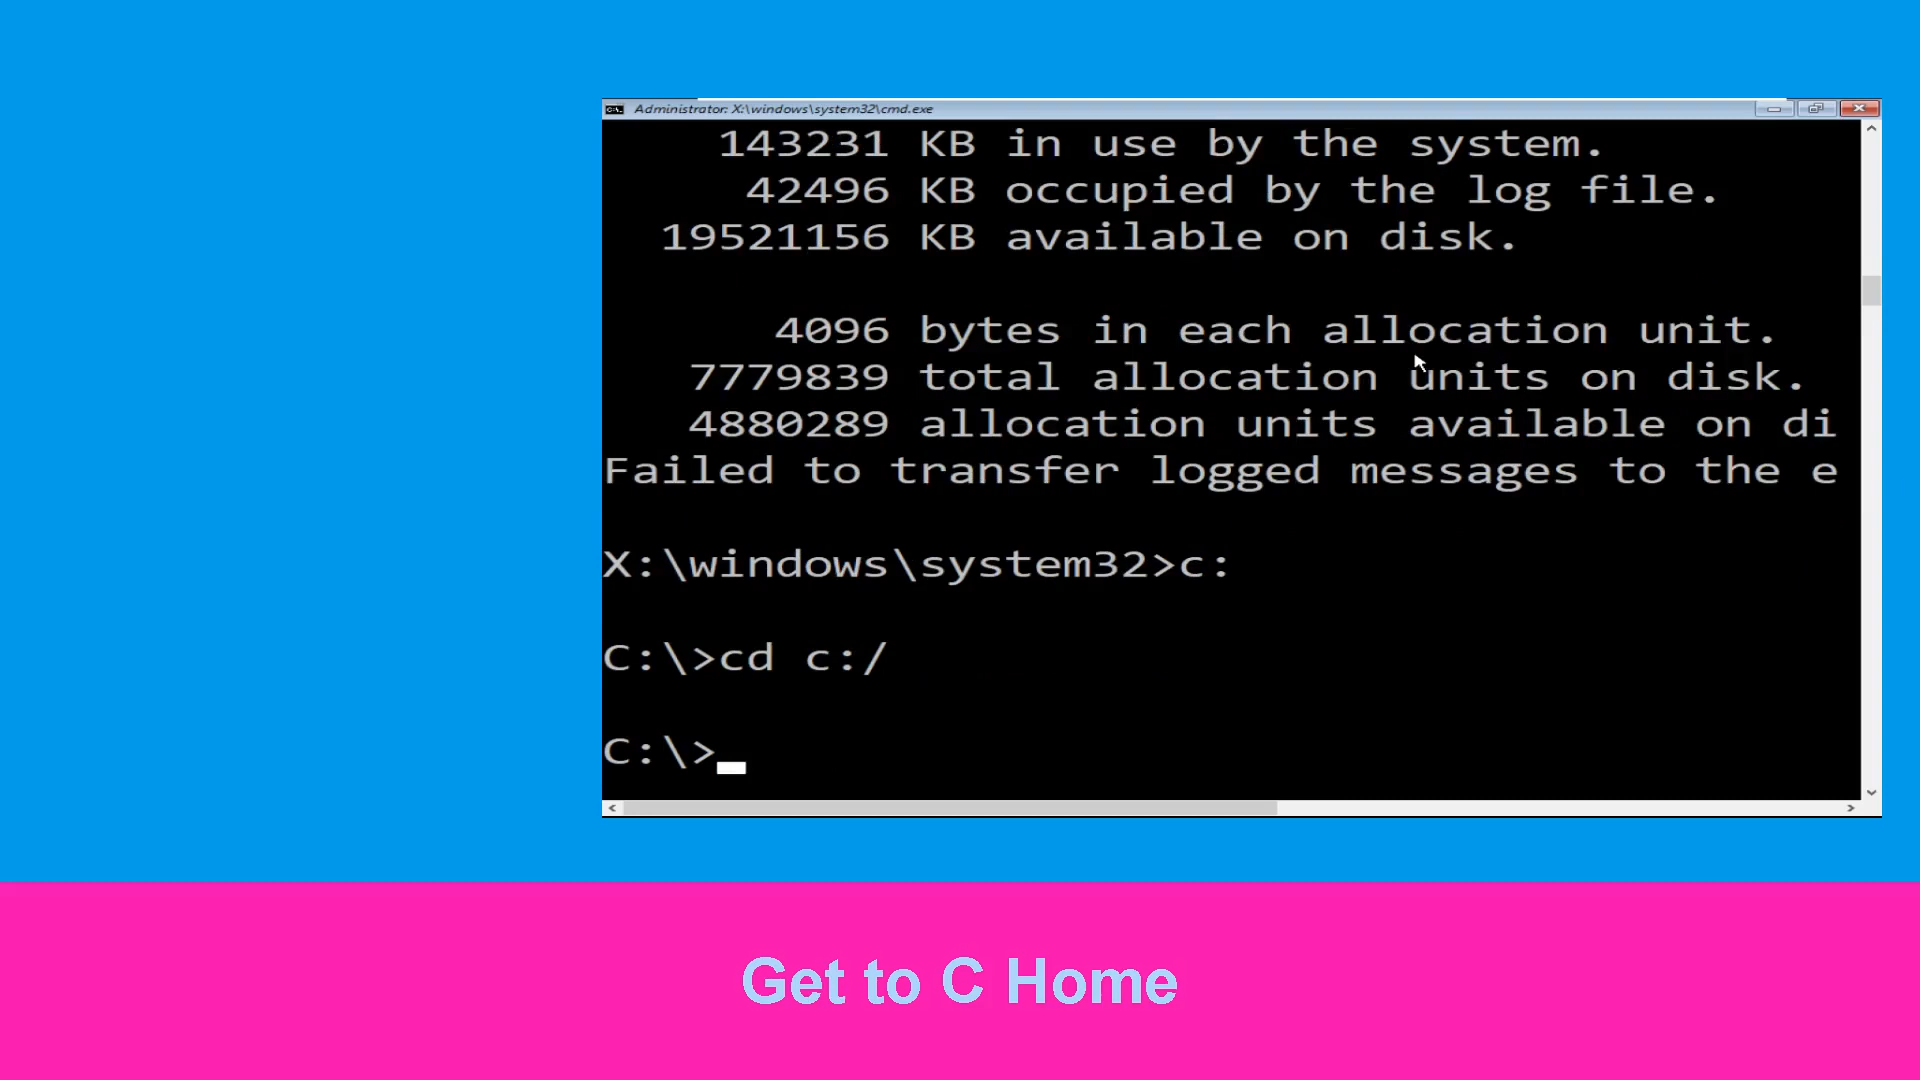 Administrator: X:\windows\system32\cmd.exe
143231 KB in use by the system.
42496 KB occupied by the log file.
19521156 KB available on disk.
4096 bytes in each allocation unit.
7779839 total allocation units on disk.
4880289 allocation units available on di
Failed to transfer logged messages to the e
X:\windows\system32>c:
C:\>cd c:/
C:\>
Get to C Home